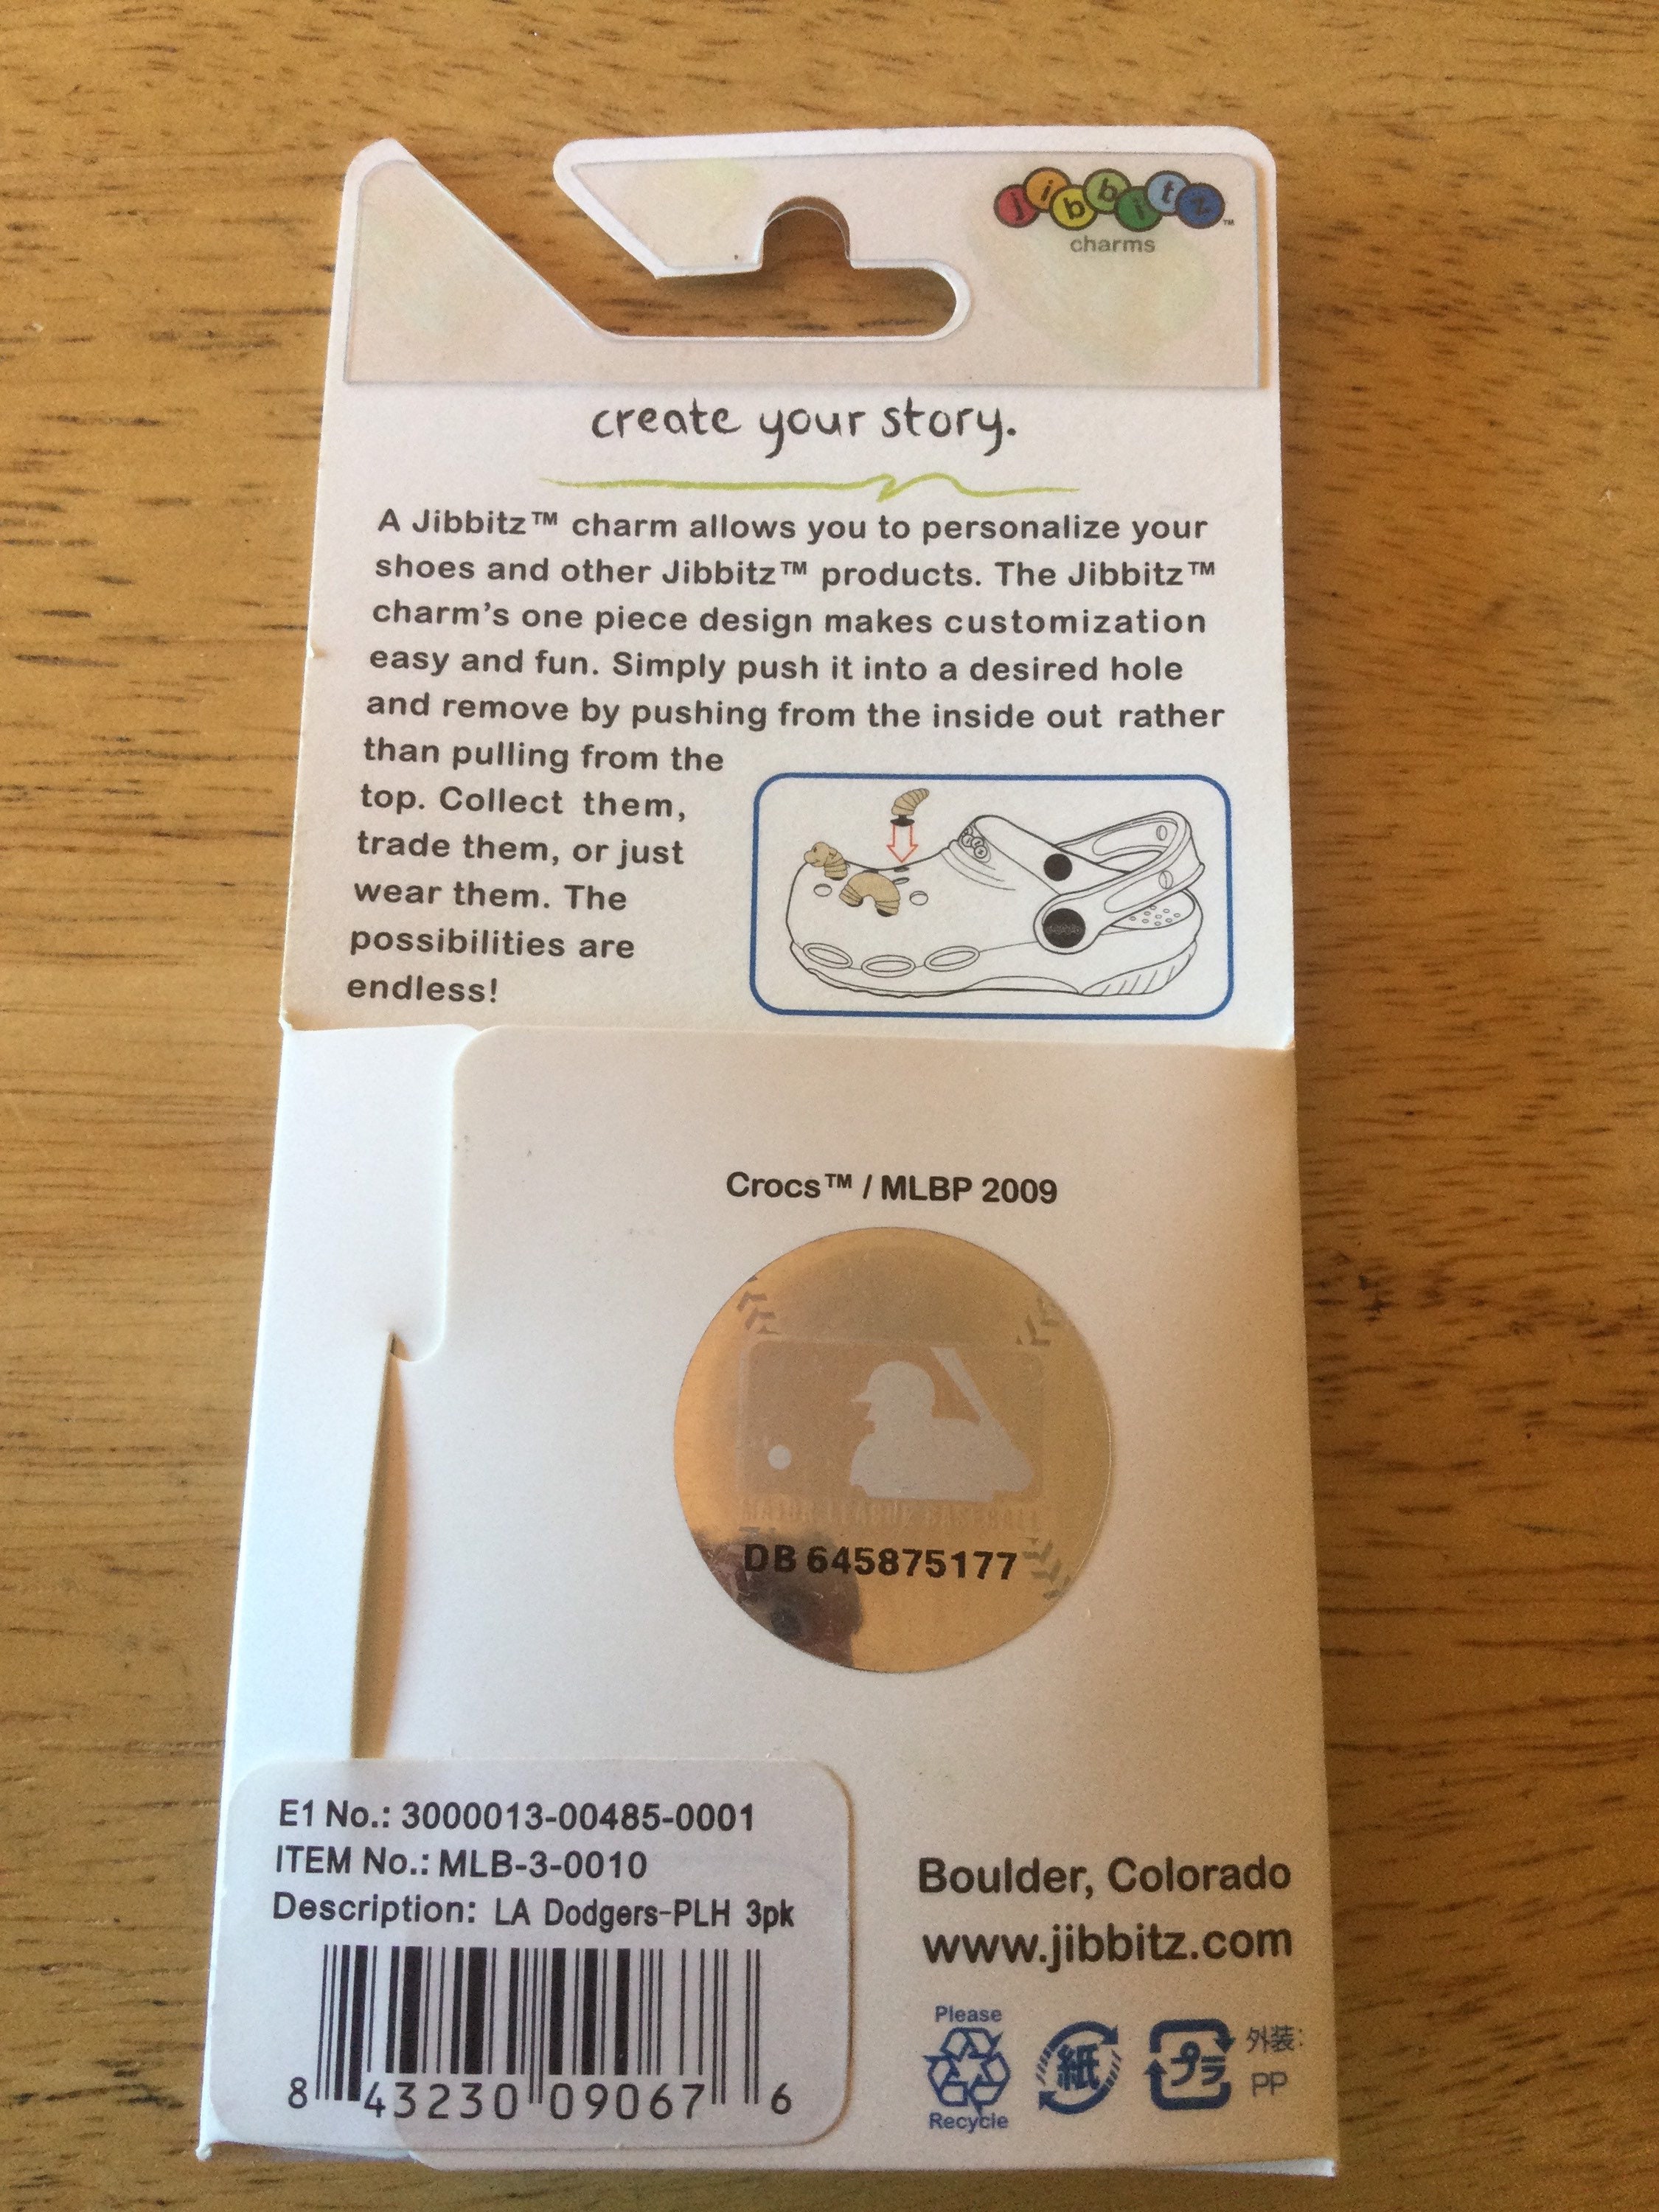 jibbitz™
charms
create your story.
A Jibbitz™ charm allows you to personalize your
shoes and other Jibbitz™ products. The Jibbitz™
charm's one piece design makes customization
easy and fun. Simply push it into a desired hole
and remove by pushing from the inside out rather
than pulling from the
top. Collect them,
trade them, or just
wear them. The
possibilities are
endless!
Crocs™ / MLBP 2009
MAJOR LEAGUE BASEBALL
DB 645875177
E1 No.: 3000013-00485-0001
ITEM No.: MLB-3-0010
Description: LA Dodgers-PLH 3pk
8 43230 09067 6
Boulder, Colorado
www.jibbitz.com
Please
Recycle
紙
プラ
外装:
PP